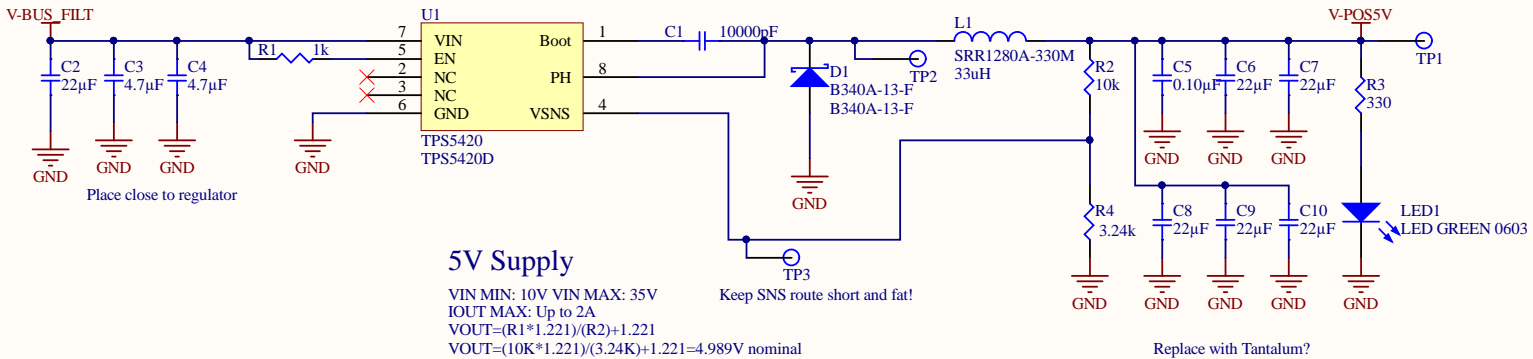 V-BUS_FILT
U1
V-POS5V
7
VIN
Boot
1
C1
10000pF
L1
SRR1280A-330M
33uH
TP1
R1
1k
5
EN
2
NC
PH
8
3
NC
6
GND
VSNS
4
TPS5420
TPS5420D
C2
22µF
C3
4.7µF
C4
4.7µF
GND
GND
GND
GND
Place close to regulator
D1
B340A-13-F
B340A-13-F
GND
TP2
R2
10k
C5
0.10µF
C6
22µF
C7
22µF
R3
330
GND
GND
GND
R4
3.24k
C8
22µF
C9
22µF
C10
22µF
LED1
LED GREEN 0603
GND
GND
GND
GND
GND
TP3
Keep SNS route short and fat!
5V Supply
VIN MIN: 10V VIN MAX: 35V
IOUT MAX: Up to 2A
VOUT=(R1*1.221)/(R2)+1.221
VOUT=(10K*1.221)/(3.24K)+1.221=4.989V nominal
Replace with Tantalum?